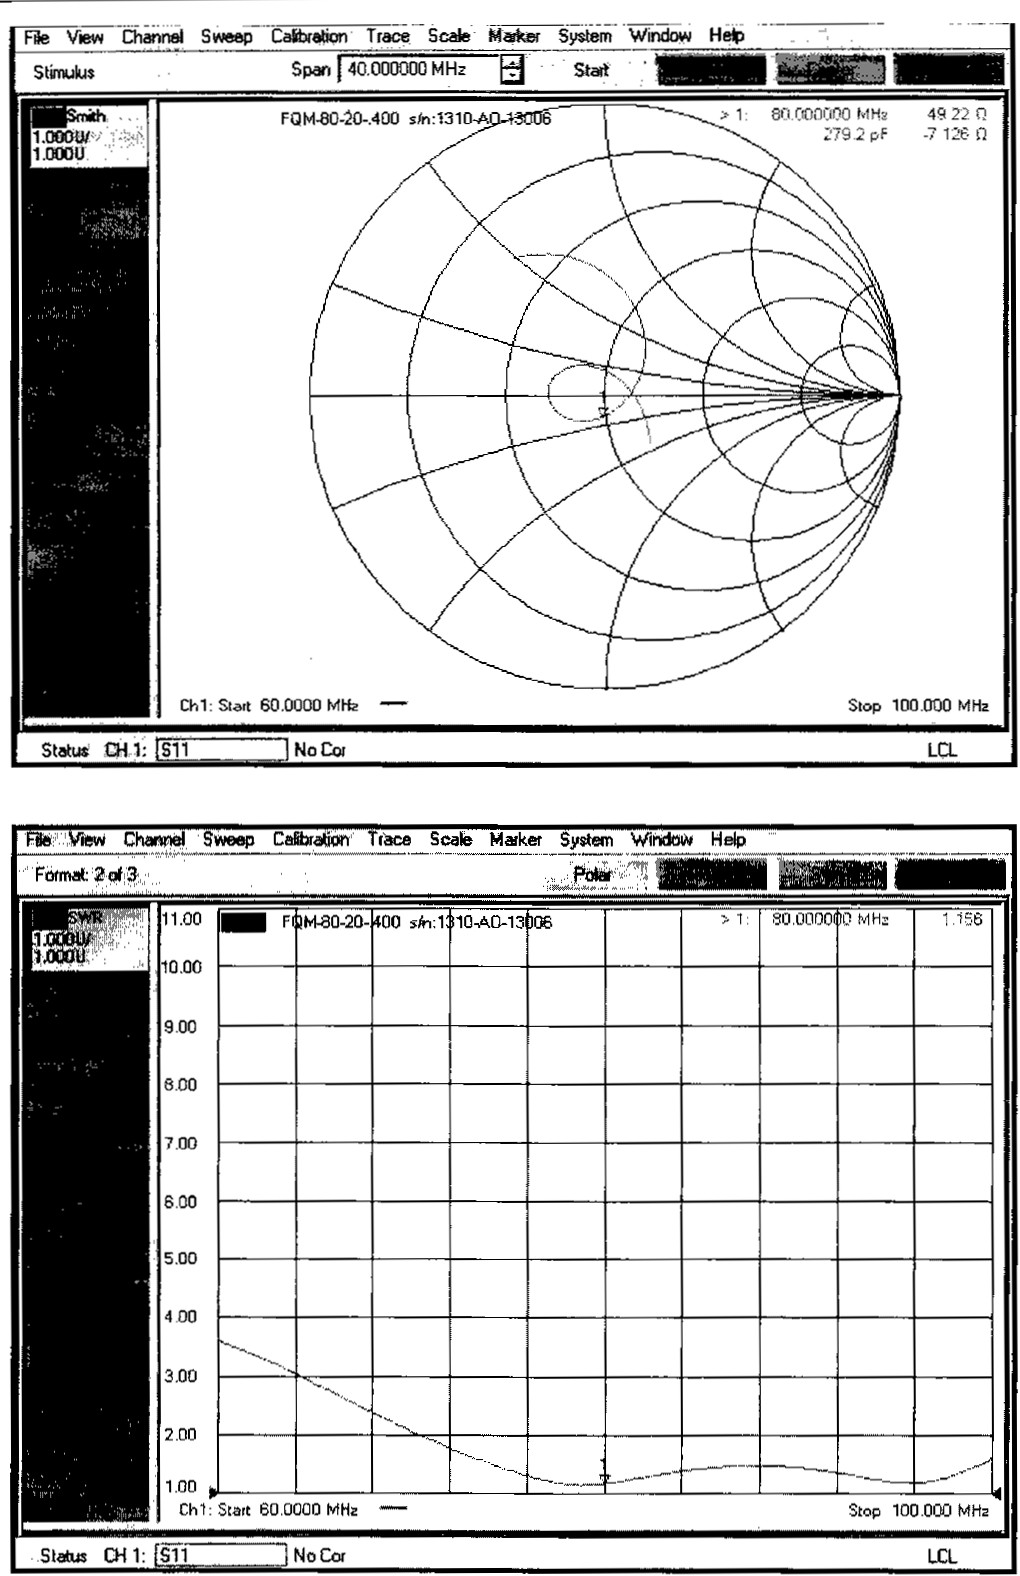 File View Channel Sweep Calibration Trace Scale Marker System Window Help
Stimulus Span 40.000000 MHz Start
Smith
1.000U/
1.000U
FQM-80-20-.400 s/n:1310-AO-13006
> 1: 80.000000 MHz 49.22 Ω
279.2 pF -7.126 Ω
Ch1: Start 60.0000 MHz Stop 100.000 MHz
Status CH 1: S11 No Cor LCL
File View Channel Sweep Calibration Trace Scale Marker System Window Help
Format: 2 of 3 Polar
SWR
1.000U/
1.000U
FQM-80-20-.400 s/n:1310-AO-13006
> 1: 80.000000 MHz 1.156
11.00
10.00
9.00
8.00
7.00
6.00
5.00
4.00
3.00
2.00
1.00
1
Ch1: Start 60.0000 MHz Stop 100.000 MHz
Status CH 1: S11 No Cor LCL